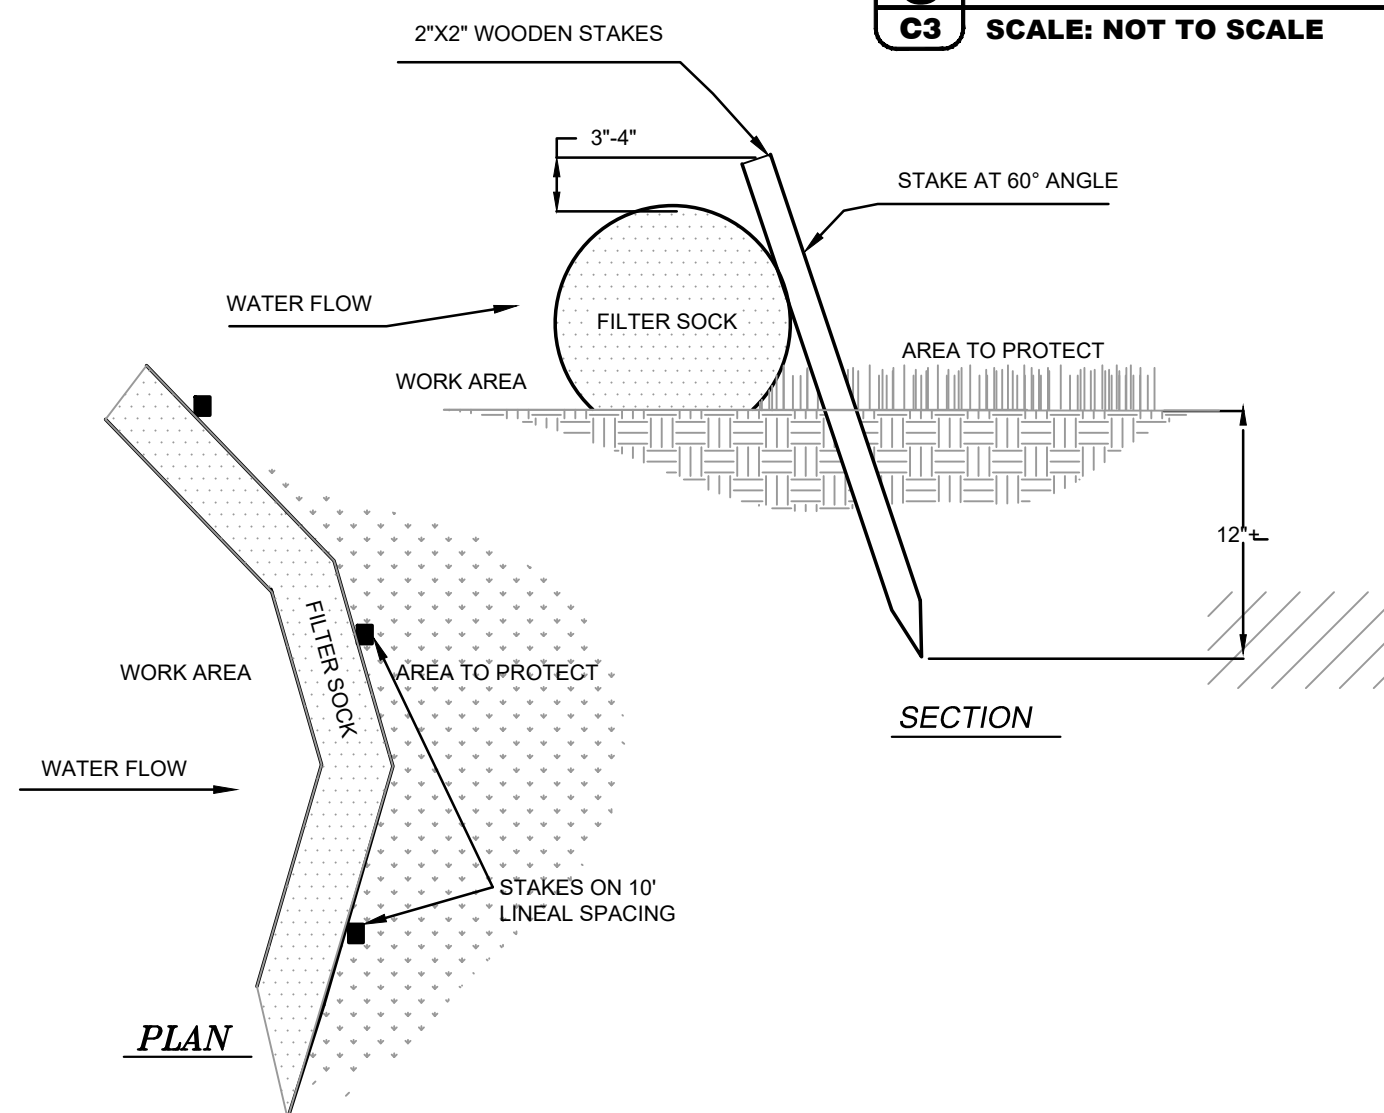 C3 SCALE: NOT TO SCALE
2"X2" WOODEN STAKES
3"-4"
STAKE AT 60° ANGLE
WATER FLOW
FILTER SOCK
AREA TO PROTECT
WORK AREA
12"±
SECTION
FILTER SOCK
WORK AREA
AREA TO PROTECT
WATER FLOW
STAKES ON 10'
LINEAL SPACING
PLAN